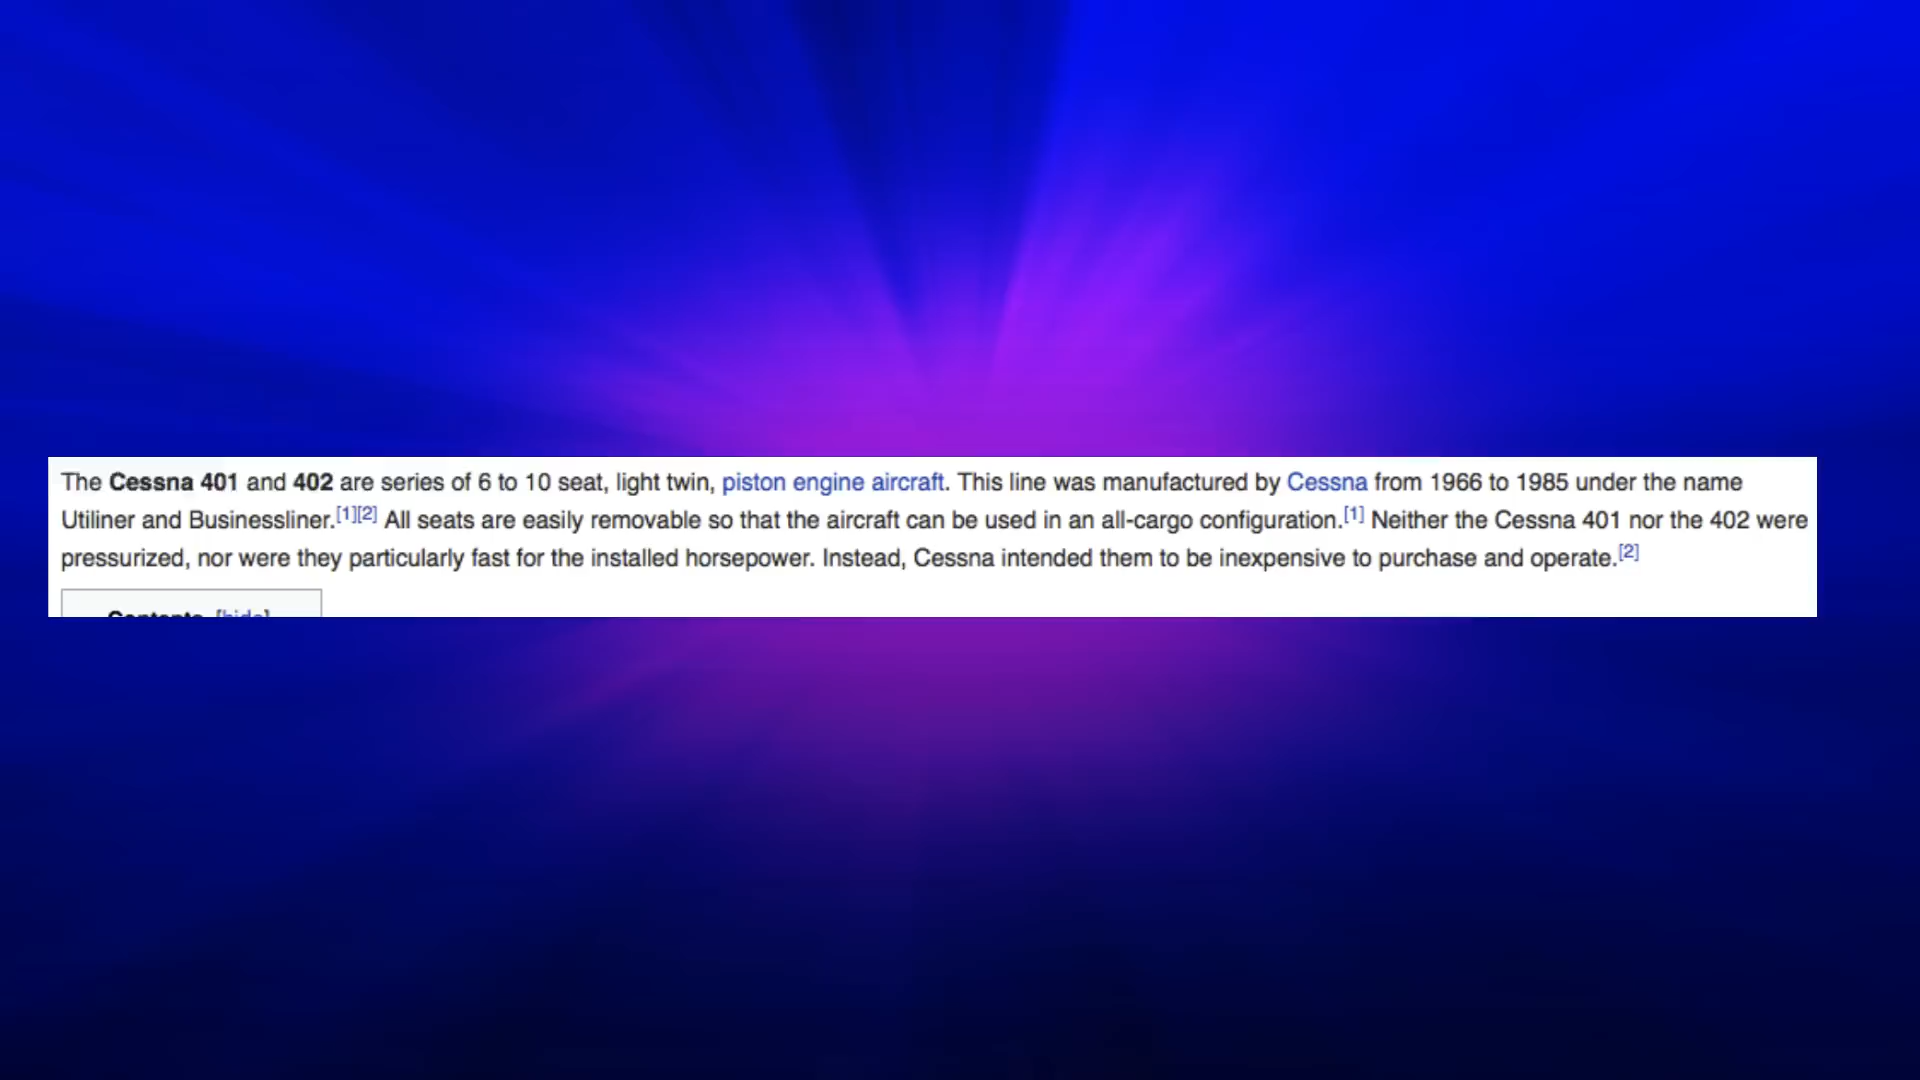 The Cessna 401 and 402 are series of 6 to 10 seat, light twin, piston engine aircraft. This line was manufactured by Cessna from 1966 to 1985 under the name
Utiliner and Businessliner.[1][2] All seats are easily removable so that the aircraft can be used in an all-cargo configuration.[1] Neither the Cessna 401 nor the 402 were
pressurized, nor were they particularly fast for the installed horsepower. Instead, Cessna intended them to be inexpensive to purchase and operate.[2]
Contents [hide]